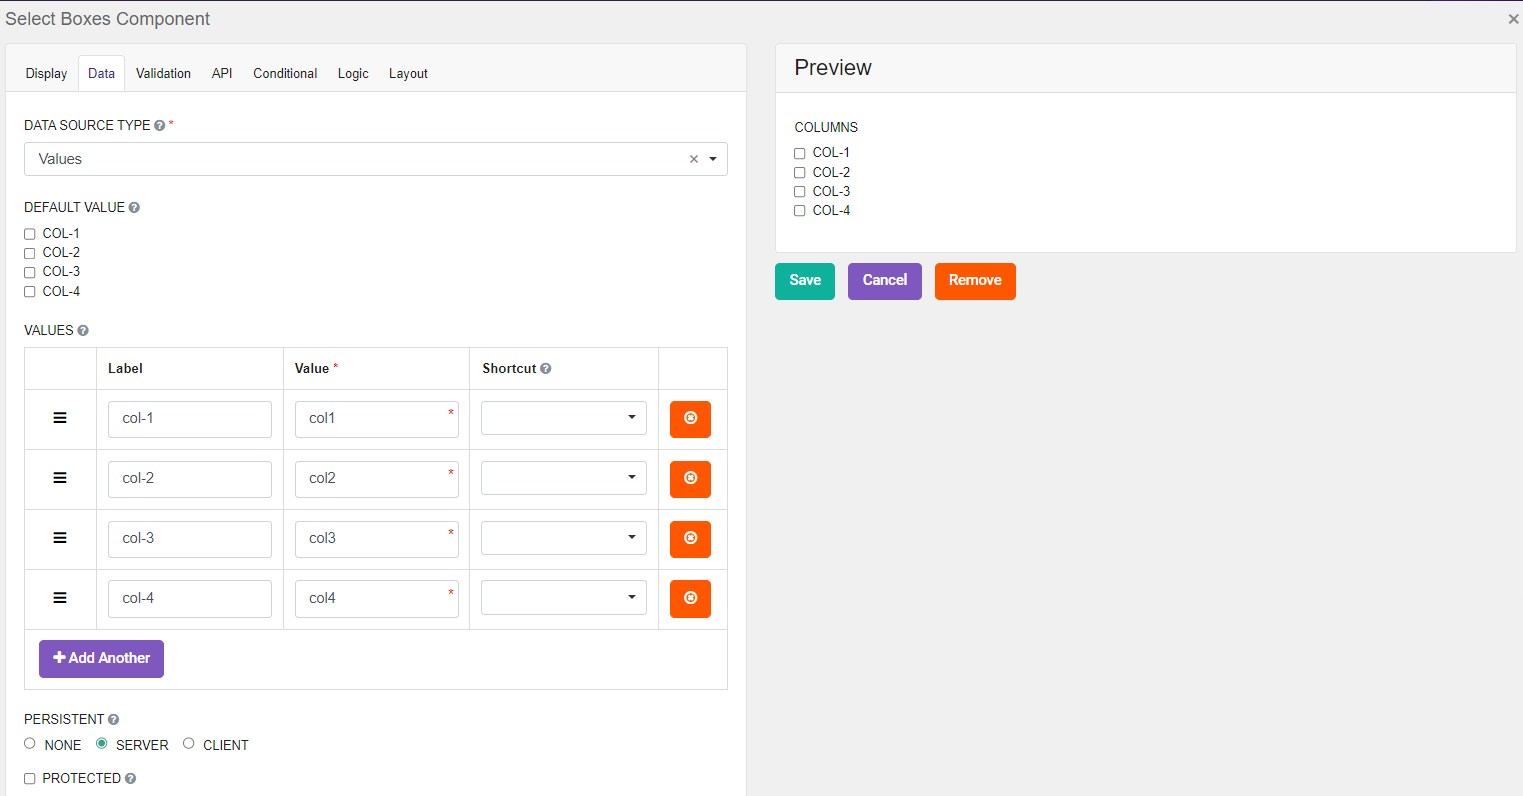 Select Boxes Component
×
Display Data Validation API Conditional Logic Layout
DATA SOURCE TYPE ? *
Values ×
DEFAULT VALUE ?
COL-1
COL-2
COL-3
COL-4
VALUES ?
Label Value * Shortcut ?
col-1 col1 *
col-2 col2 *
col-3 col3 *
col-4 col4 *
+ Add Another
PERSISTENT ?
NONE SERVER CLIENT
PROTECTED ?
Preview
COLUMNS
COL-1
COL-2
COL-3
COL-4
Save Cancel Remove